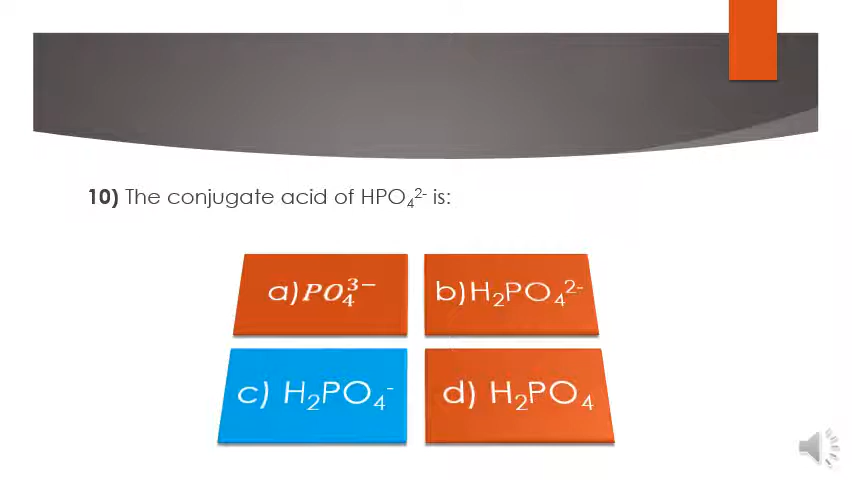 10) The conjugate acid of HPO₄²⁻ is:
a)PO₄³⁻
b)H₂PO₄²⁻
c) H₂PO₄⁻
d) H₂PO₄